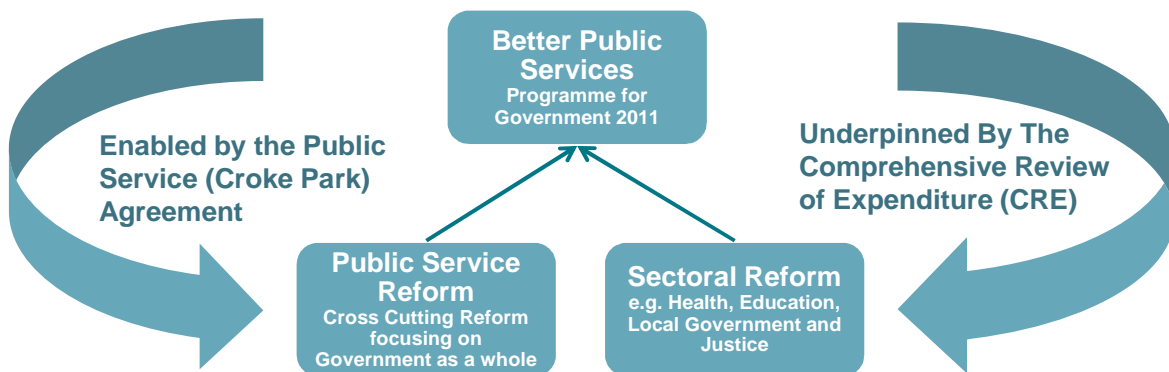 Better Public
Services
Programme for
Government 2011
Enabled by the Public
Service (Croke Park)
Agreement
Underpinned By The
Comprehensive Review
of Expenditure (CRE)
Public Service
Reform
Cross Cutting Reform
focusing on
Government as a whole
Sectoral Reform
e.g. Health, Education,
Local Government and
Justice